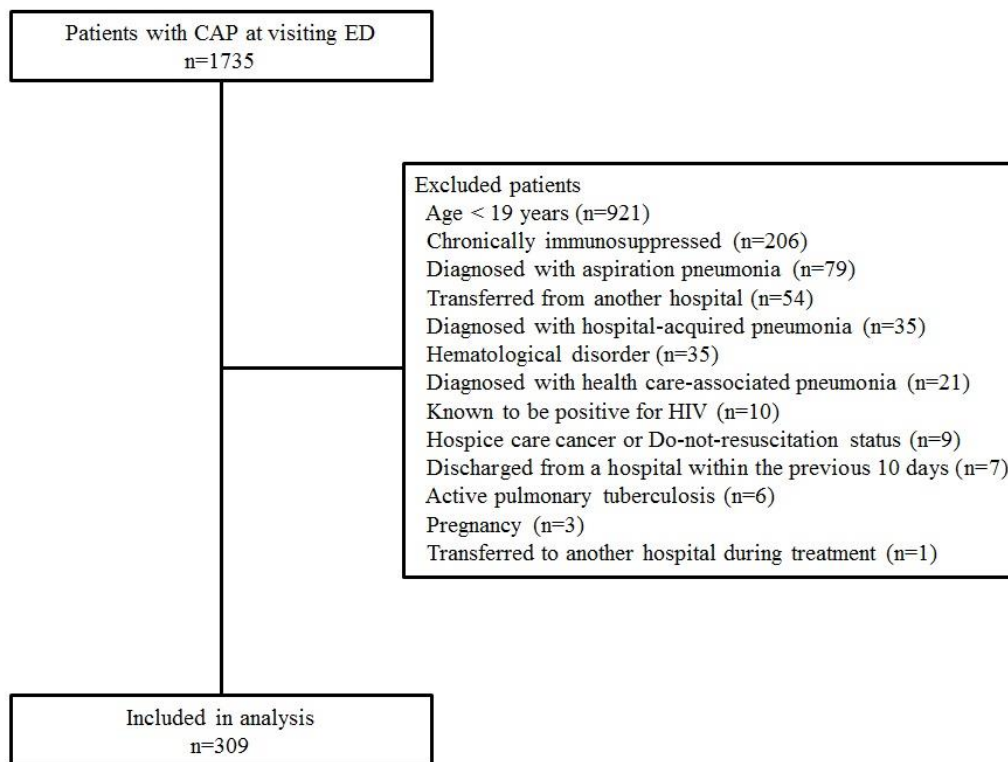 Patients with CAP at visiting ED
n=1735
Excluded patients
Age < 19 years (n=921)
Chronically immunosuppressed (n=206)
Diagnosed with aspiration pneumonia (n=79)
Transferred from another hospital (n=54)
Diagnosed with hospital-acquired pneumonia (n=35)
Hematological disorder (n=35)
Diagnosed with health care-associated pneumonia (n=21)
Known to be positive for HIV (n=10)
Hospice care cancer or Do-not-resuscitation status (n=9)
Discharged from a hospital within the previous 10 days (n=7)
Active pulmonary tuberculosis (n=6)
Pregnancy (n=3)
Transferred to another hospital during treatment (n=1)
Included in analysis
n=309